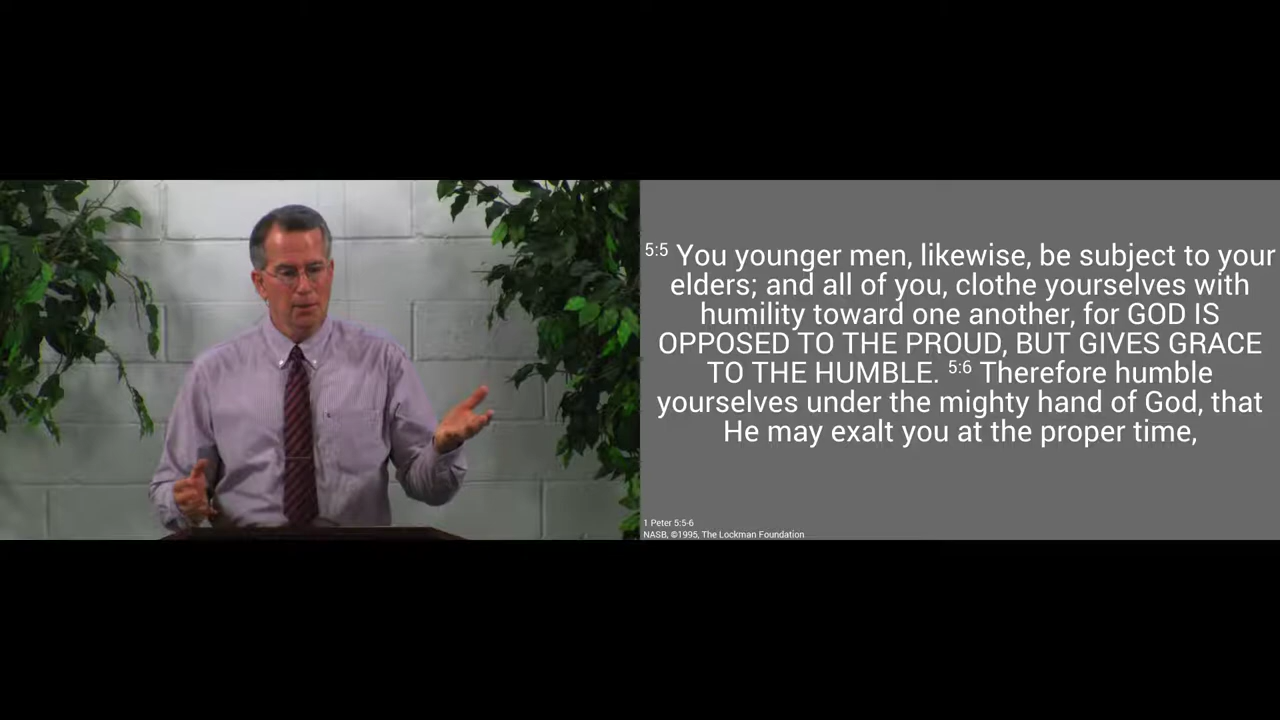 5:5 You younger men, likewise, be subject to your
elders; and all of you, clothe yourselves with
humility toward one another, for GOD IS
OPPOSED TO THE PROUD, BUT GIVES GRACE
TO THE HUMBLE. 5:6 Therefore humble
yourselves under the mighty hand of God, that
He may exalt you at the proper time,
1 Peter 5:5-6
NASB, ©1995, The Lockman Foundation